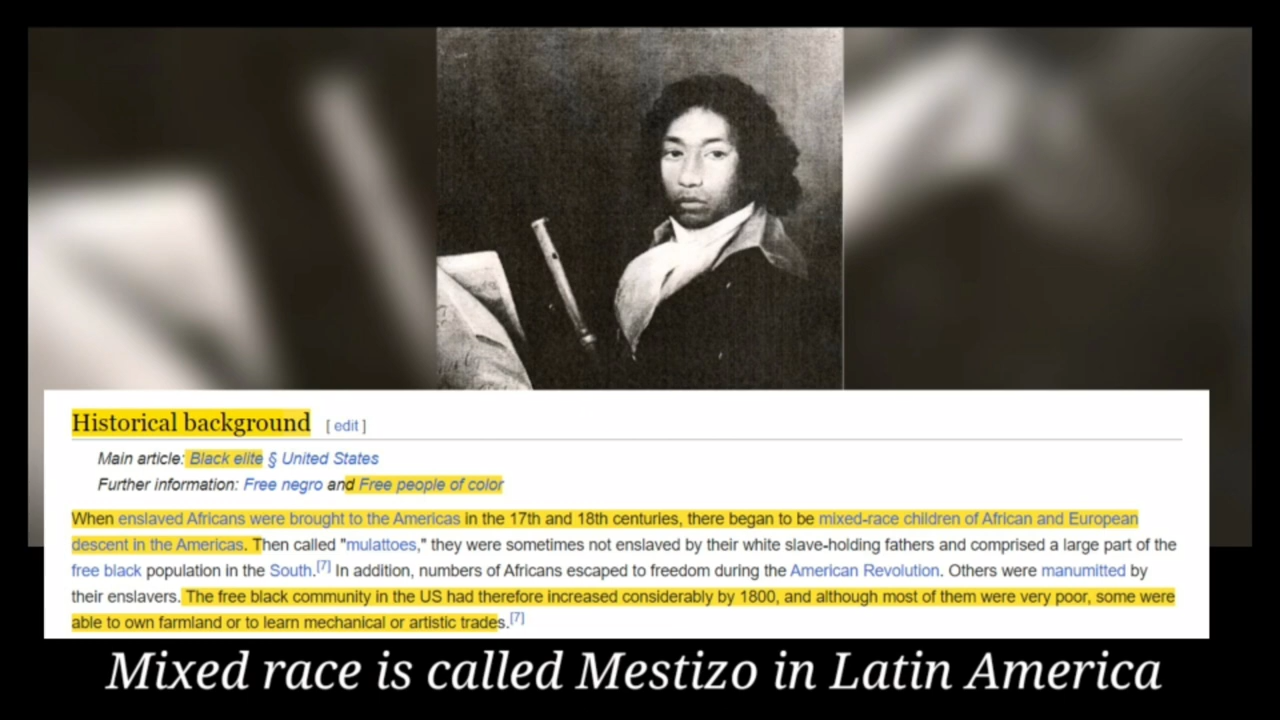 Historical background [ edit ]
Main article: Black elite § United States
Further information: Free negro and Free people of color
When enslaved Africans were brought to the Americas in the 17th and 18th centuries, there began to be mixed-race children of African and European
descent in the Americas. Then called "mulattoes," they were sometimes not enslaved by their white slave-holding fathers and comprised a large part of the
free black population in the South.[7] In addition, numbers of Africans escaped to freedom during the American Revolution. Others were manumitted by
their enslavers. The free black community in the US had therefore increased considerably by 1800, and although most of them were very poor, some were
able to own farmland or to learn mechanical or artistic trades.[7]
Mixed race is called Mestizo in Latin America